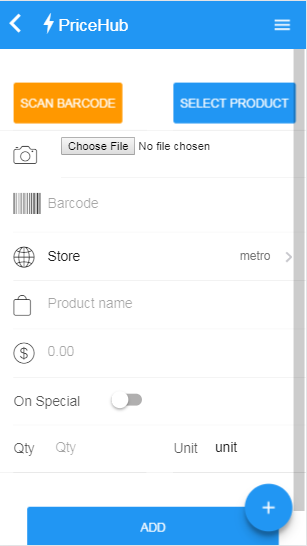 PriceHub
SCAN BARCODE SELECT PRODUCT
Choose File No file chosen
Barcode
Store metro
Product name
0.00
On Special
Qty Qty Unit unit
ADD